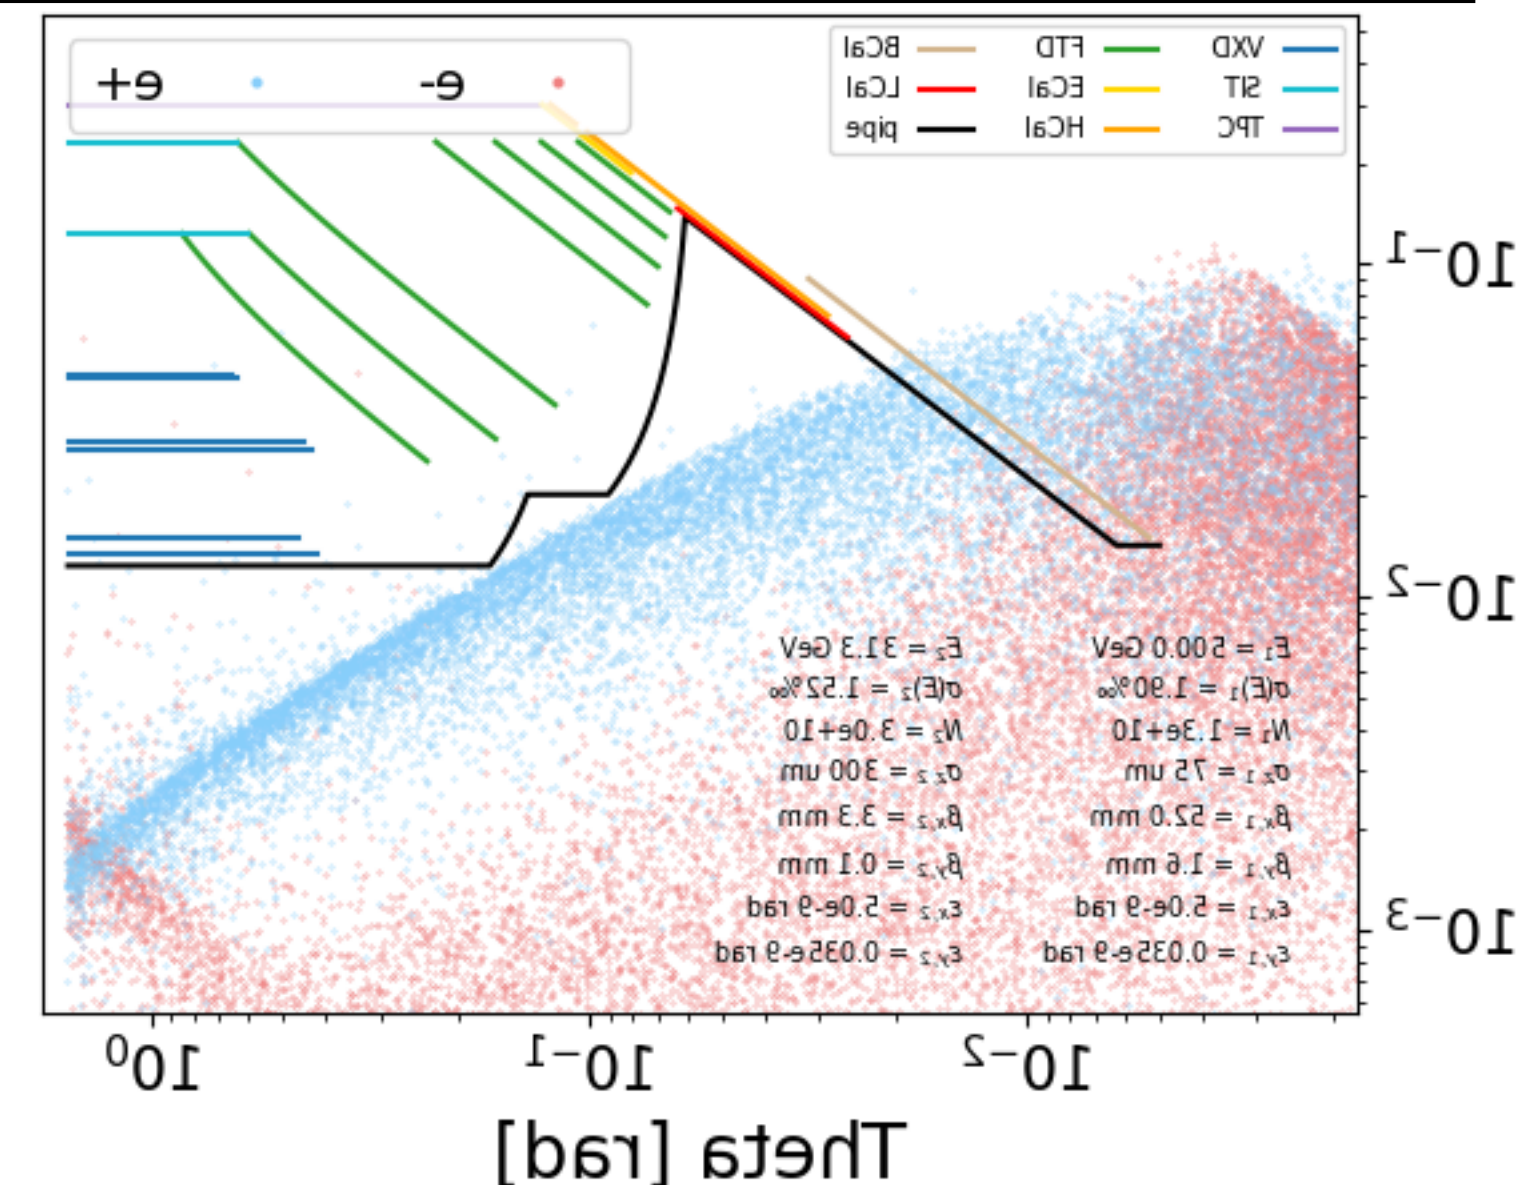 e- e+
VXD FTD BCal
SIT ECal LCal
TPC HCal pipe
10⁻¹
10⁻²
10⁻³
E₁ = 500.0 GeV E₂ = 31.3 GeV
σ(E)₁ = 1.90‰ σ(E)₂ = 1.52‰
N₁ = 1.3e+10 N₂ = 3.0e+10
σz,1 = 75 um σz,2 = 300 um
βx,1 = 52.0 mm βx,2 = 3.3 mm
βy,1 = 1.6 mm βy,2 = 0.1 mm
εx,1 = 5.0e-9 rad εx,2 = 5.0e-9 rad
εy,1 = 0.035e-9 rad εy,2 = 0.035e-9 rad
10⁻² 10⁻¹ 10⁰
Theta [rad]